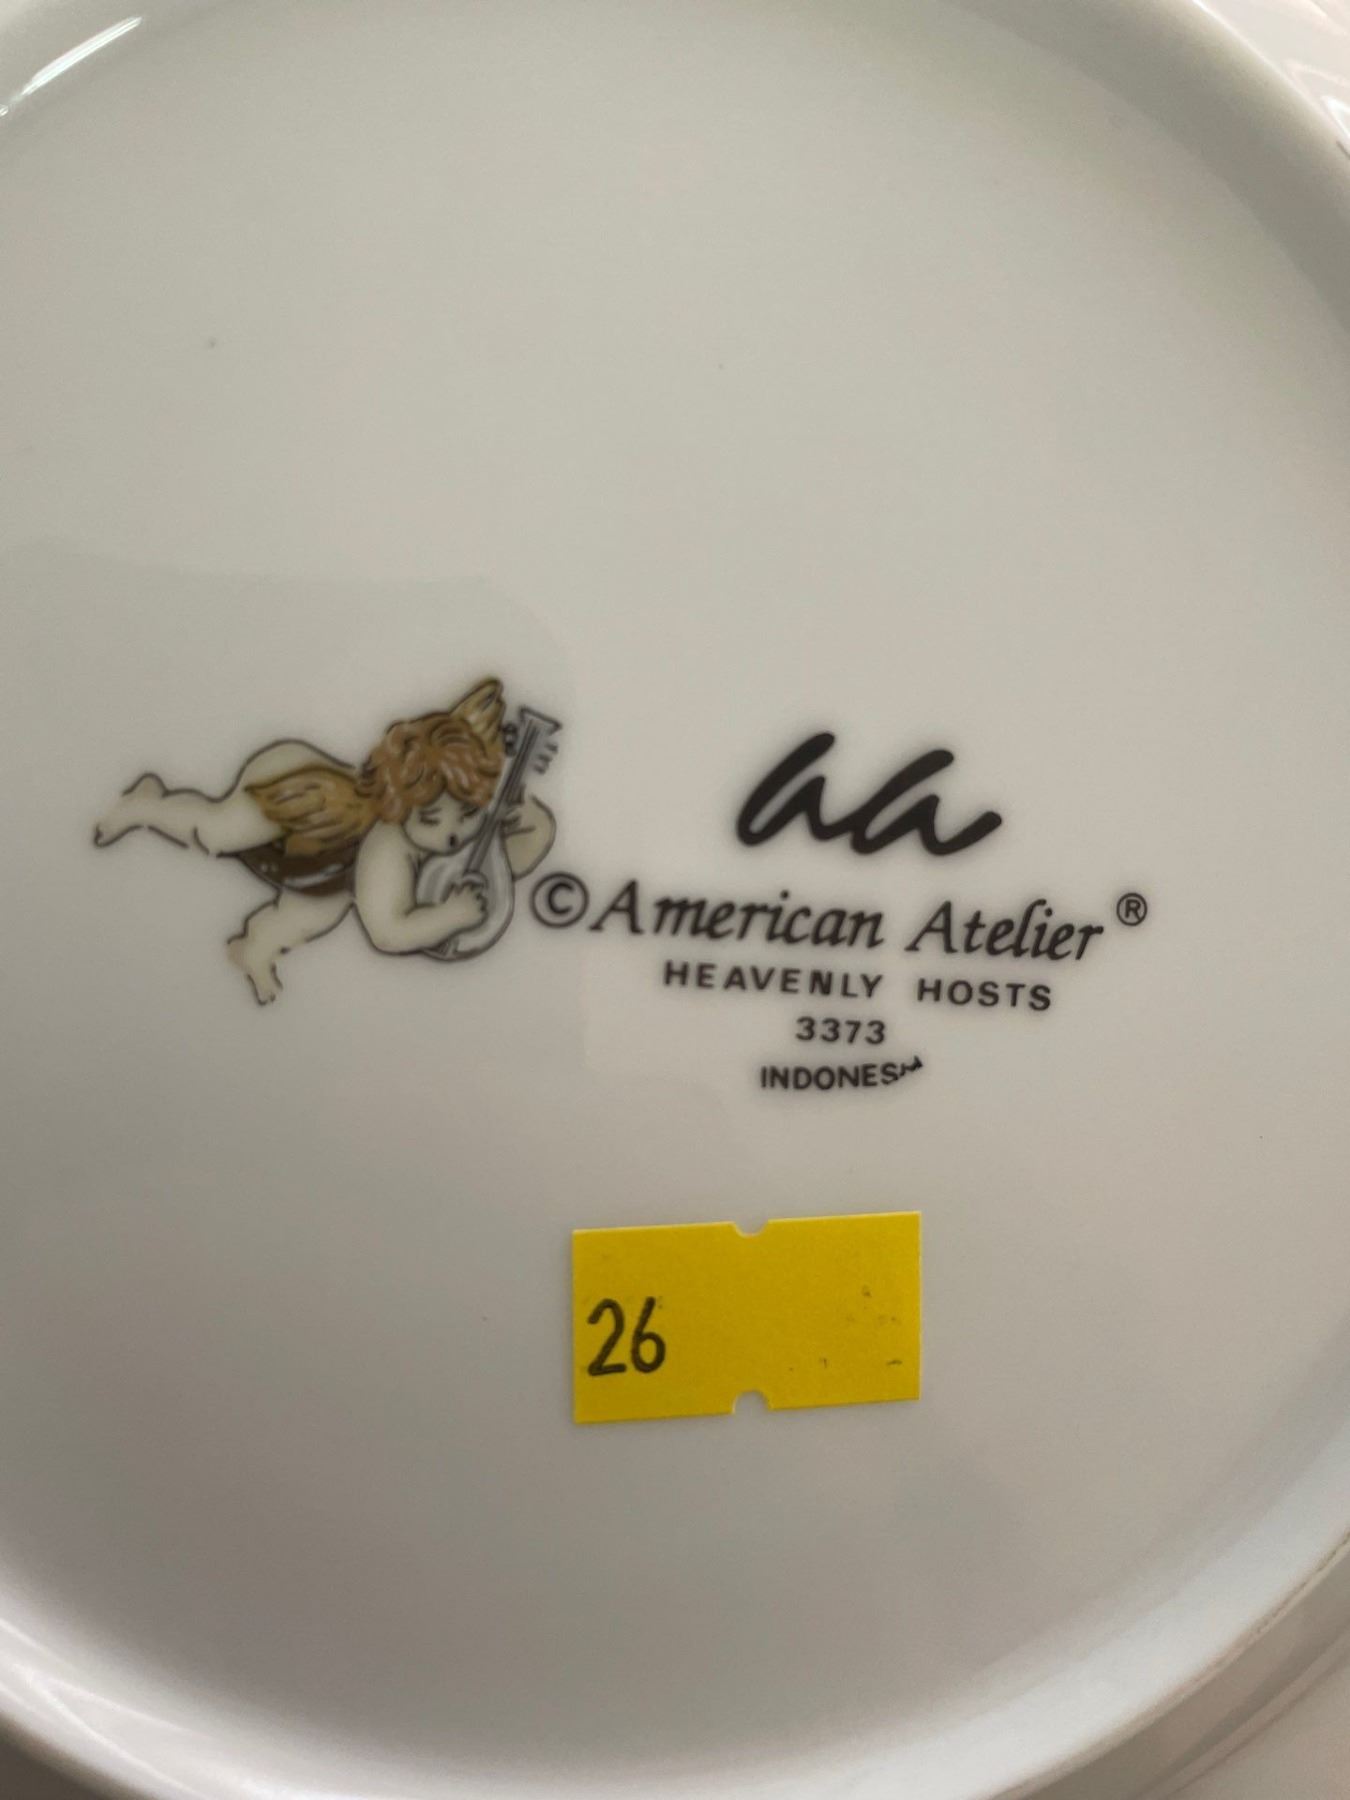 aa
©American Atelier®
HEAVENLY HOSTS
3373
INDONESIA
26